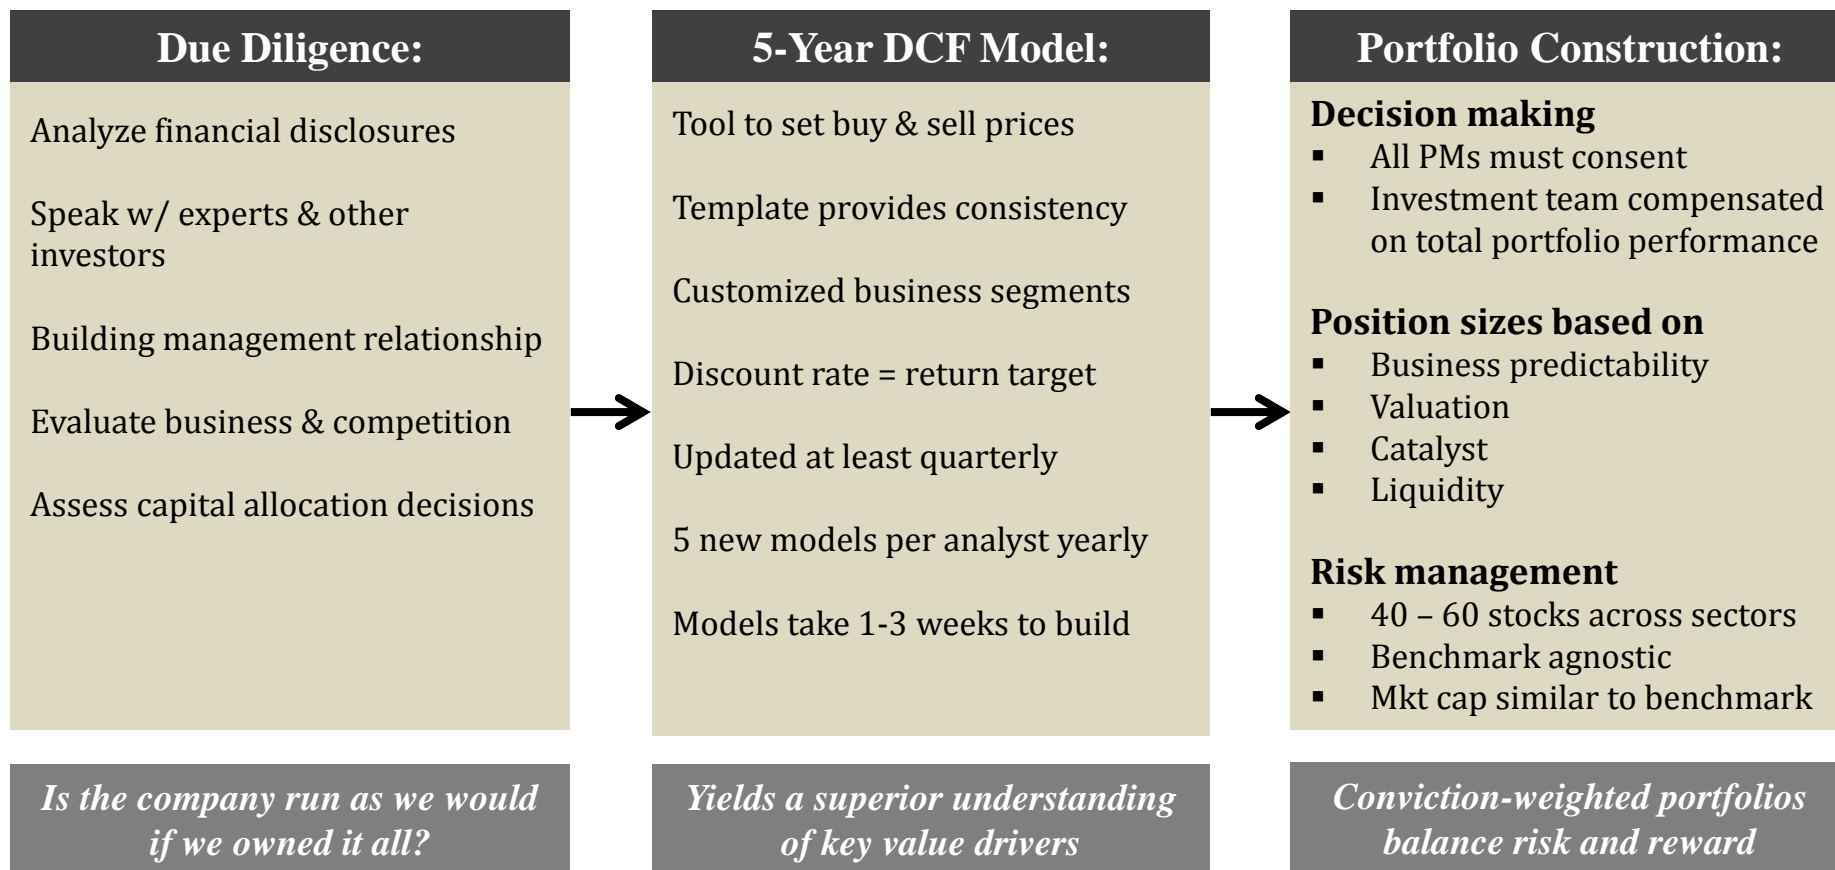 Due Diligence:
Analyze financial disclosures
Speak w/ experts & other
investors
Building management relationship
Evaluate business & competition
Assess capital allocation decisions
Is the company run as we would
if we owned it all?
5-Year DCF Model:
Tool to set buy & sell prices
Template provides consistency
Customized business segments
Discount rate = return target
Updated at least quarterly
5 new models per analyst yearly
Models take 1-3 weeks to build
Yields a superior understanding
of key value drivers
Portfolio Construction:
Decision making
▪ All PMs must consent
▪ Investment team compensated
on total portfolio performance
Position sizes based on
▪ Business predictability
▪ Valuation
▪ Catalyst
▪ Liquidity
Risk management
▪ 40 – 60 stocks across sectors
▪ Benchmark agnostic
▪ Mkt cap similar to benchmark
Conviction-weighted portfolios
balance risk and reward